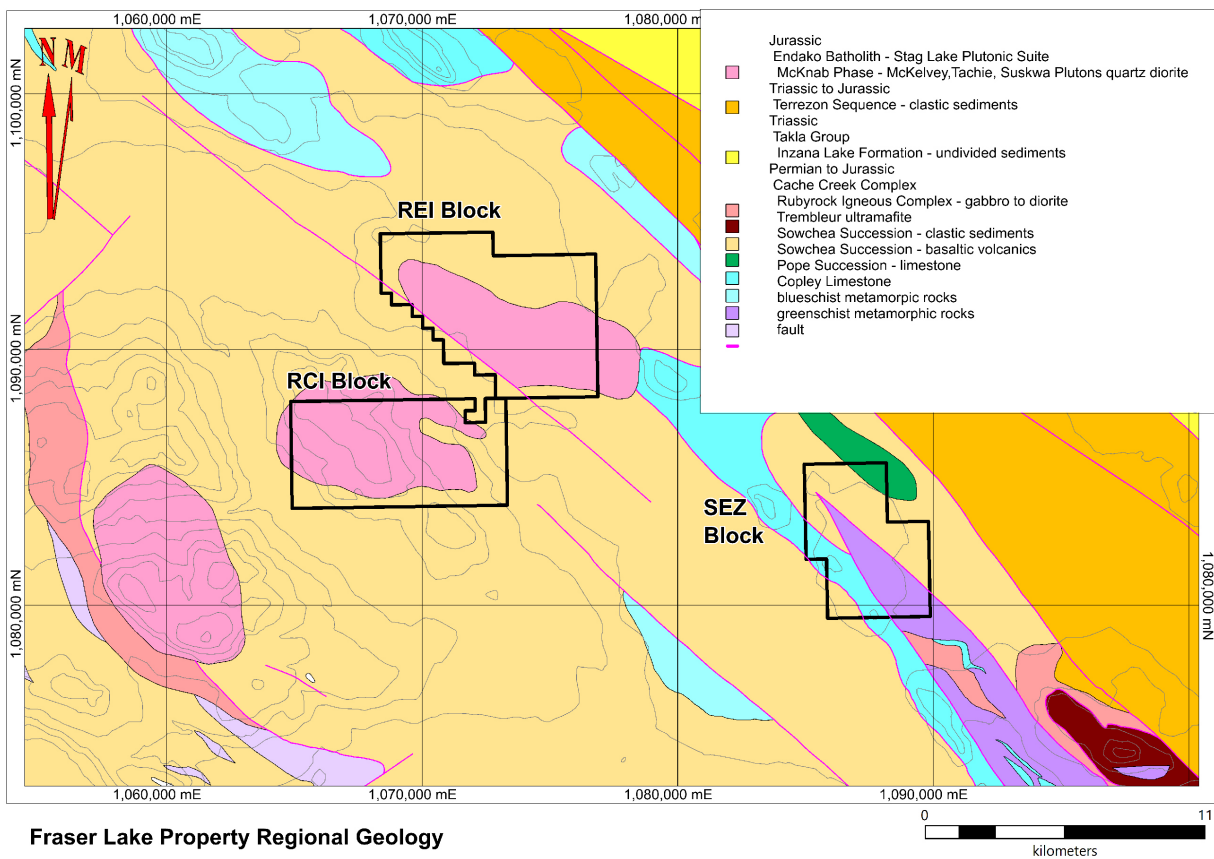 1,060,000 mE
1,070,000 mE
1,080,000 m
N M
1,100,000 mN
1,090,000 mN
1,080,000 mN
Jurassic
Endako Batholith - Stag Lake Plutonic Suite
McKnab Phase - McKelvey,Tachie, Suskwa Plutons quartz diorite
Triassic to Jurassic
Terrezon Sequence - clastic sediments
Triassic
Takla Group
Inzana Lake Formation - undivided sediments
Permian to Jurassic
Cache Creek Complex
Rubyrock Igneous Complex - gabbro to diorite
Trembleur ultramafite
Sowchea Succession - clastic sediments
Sowchea Succession - basaltic volcanics
Pope Succession - limestone
Copley Limestone
blueschist metamorpic rocks
greenschist metamorphic rocks
fault
REI Block
RCI Block
SEZ
Block
1,080,000 mN
1,060,000 mE
1,070,000 mE
1,080,000 mE
1,090,000 mE
Fraser Lake Property Regional Geology
0
11
kilometers